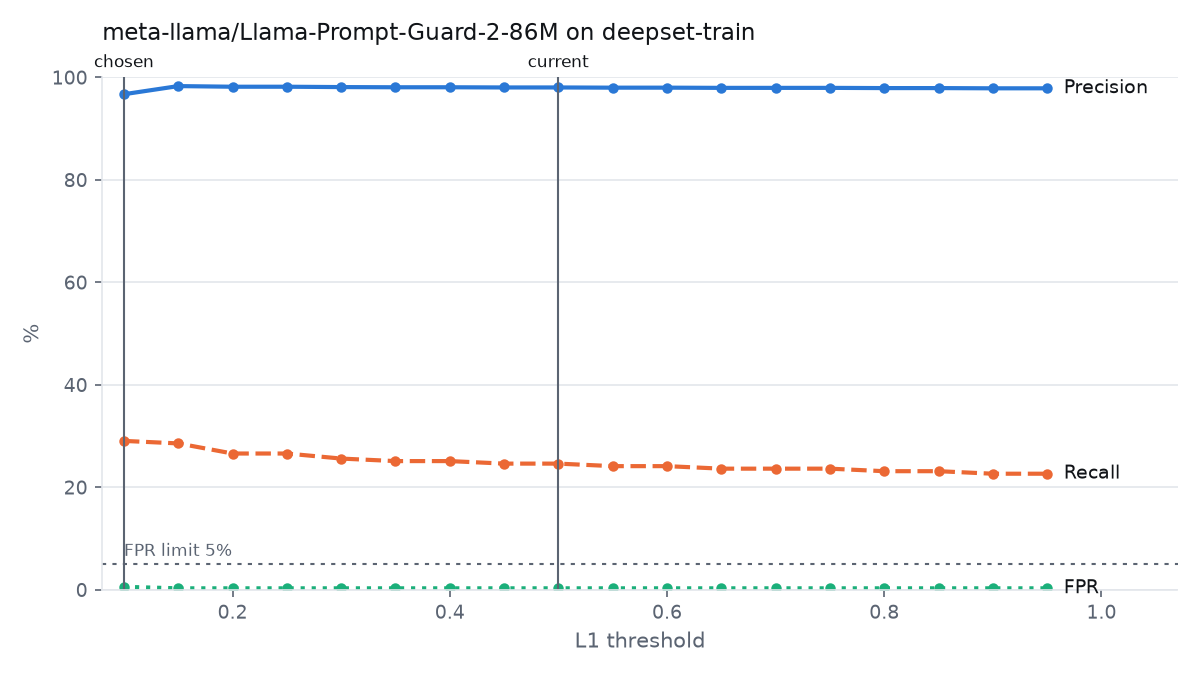 meta-llama/Llama-Prompt-Guard-2-86M on deepset-train
chosen
current
100
80
60
40
20
0
%
Precision
Recall
FPR limit 5%
FPR
0.2
0.4
0.6
0.8
1.0
L1 threshold